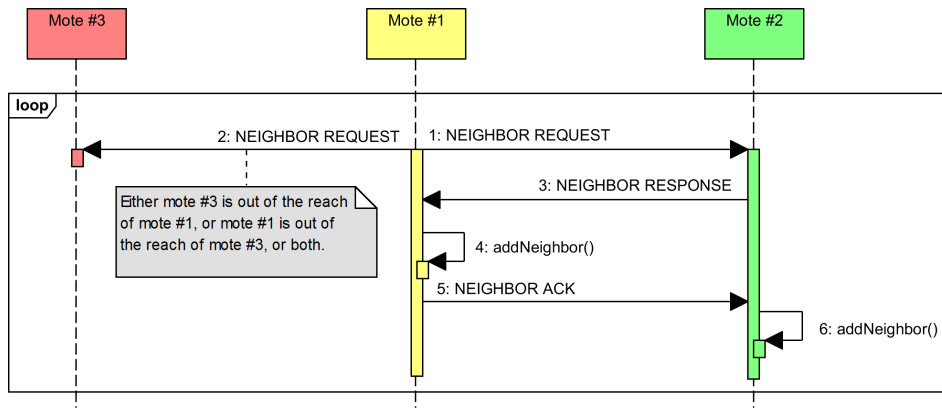 Mote #3
Mote #1
Mote #2
loop
2: NEIGHBOR REQUEST
1: NEIGHBOR REQUEST
3: NEIGHBOR RESPONSE
Either mote #3 is out of the reach
of mote #1, or mote #1 is out of
the reach of mote #3, or both.
4: addNeighbor()
5: NEIGHBOR ACK
6: addNeighbor()